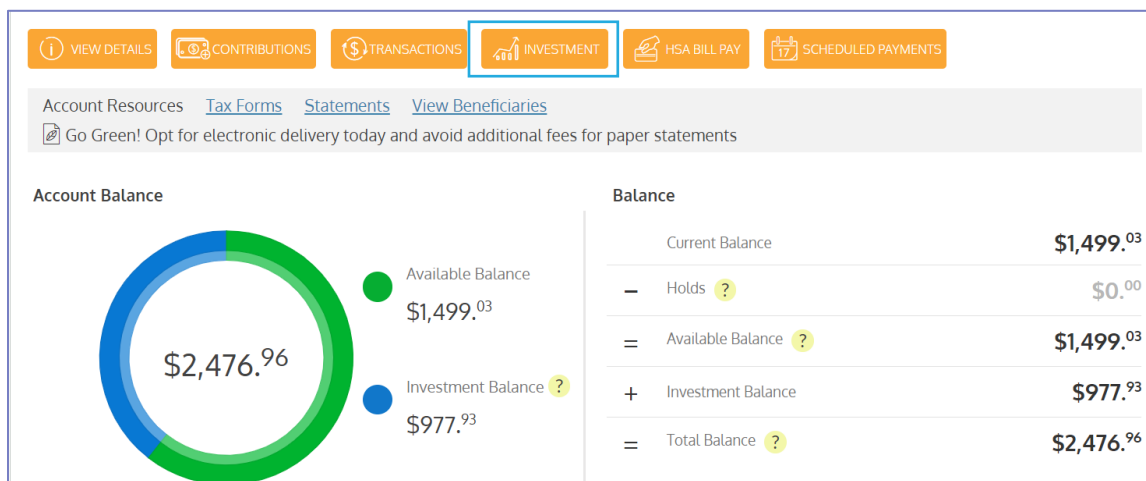 VIEW DETAILS CONTRIBUTIONS TRANSACTIONS INVESTMENT HSA BILL PAY 17 SCHEDULED PAYMENTS
Account Resources Tax Forms Statements View Beneficiaries
Go Green! Opt for electronic delivery today and avoid additional fees for paper statements
Account Balance
$2,476.96
Available Balance
$1,499.03
Investment Balance ?
$977.93
Balance
Current Balance $1,499.03
– Holds ? $0.00
= Available Balance ? $1,499.03
+ Investment Balance $977.93
= Total Balance ? $2,476.96